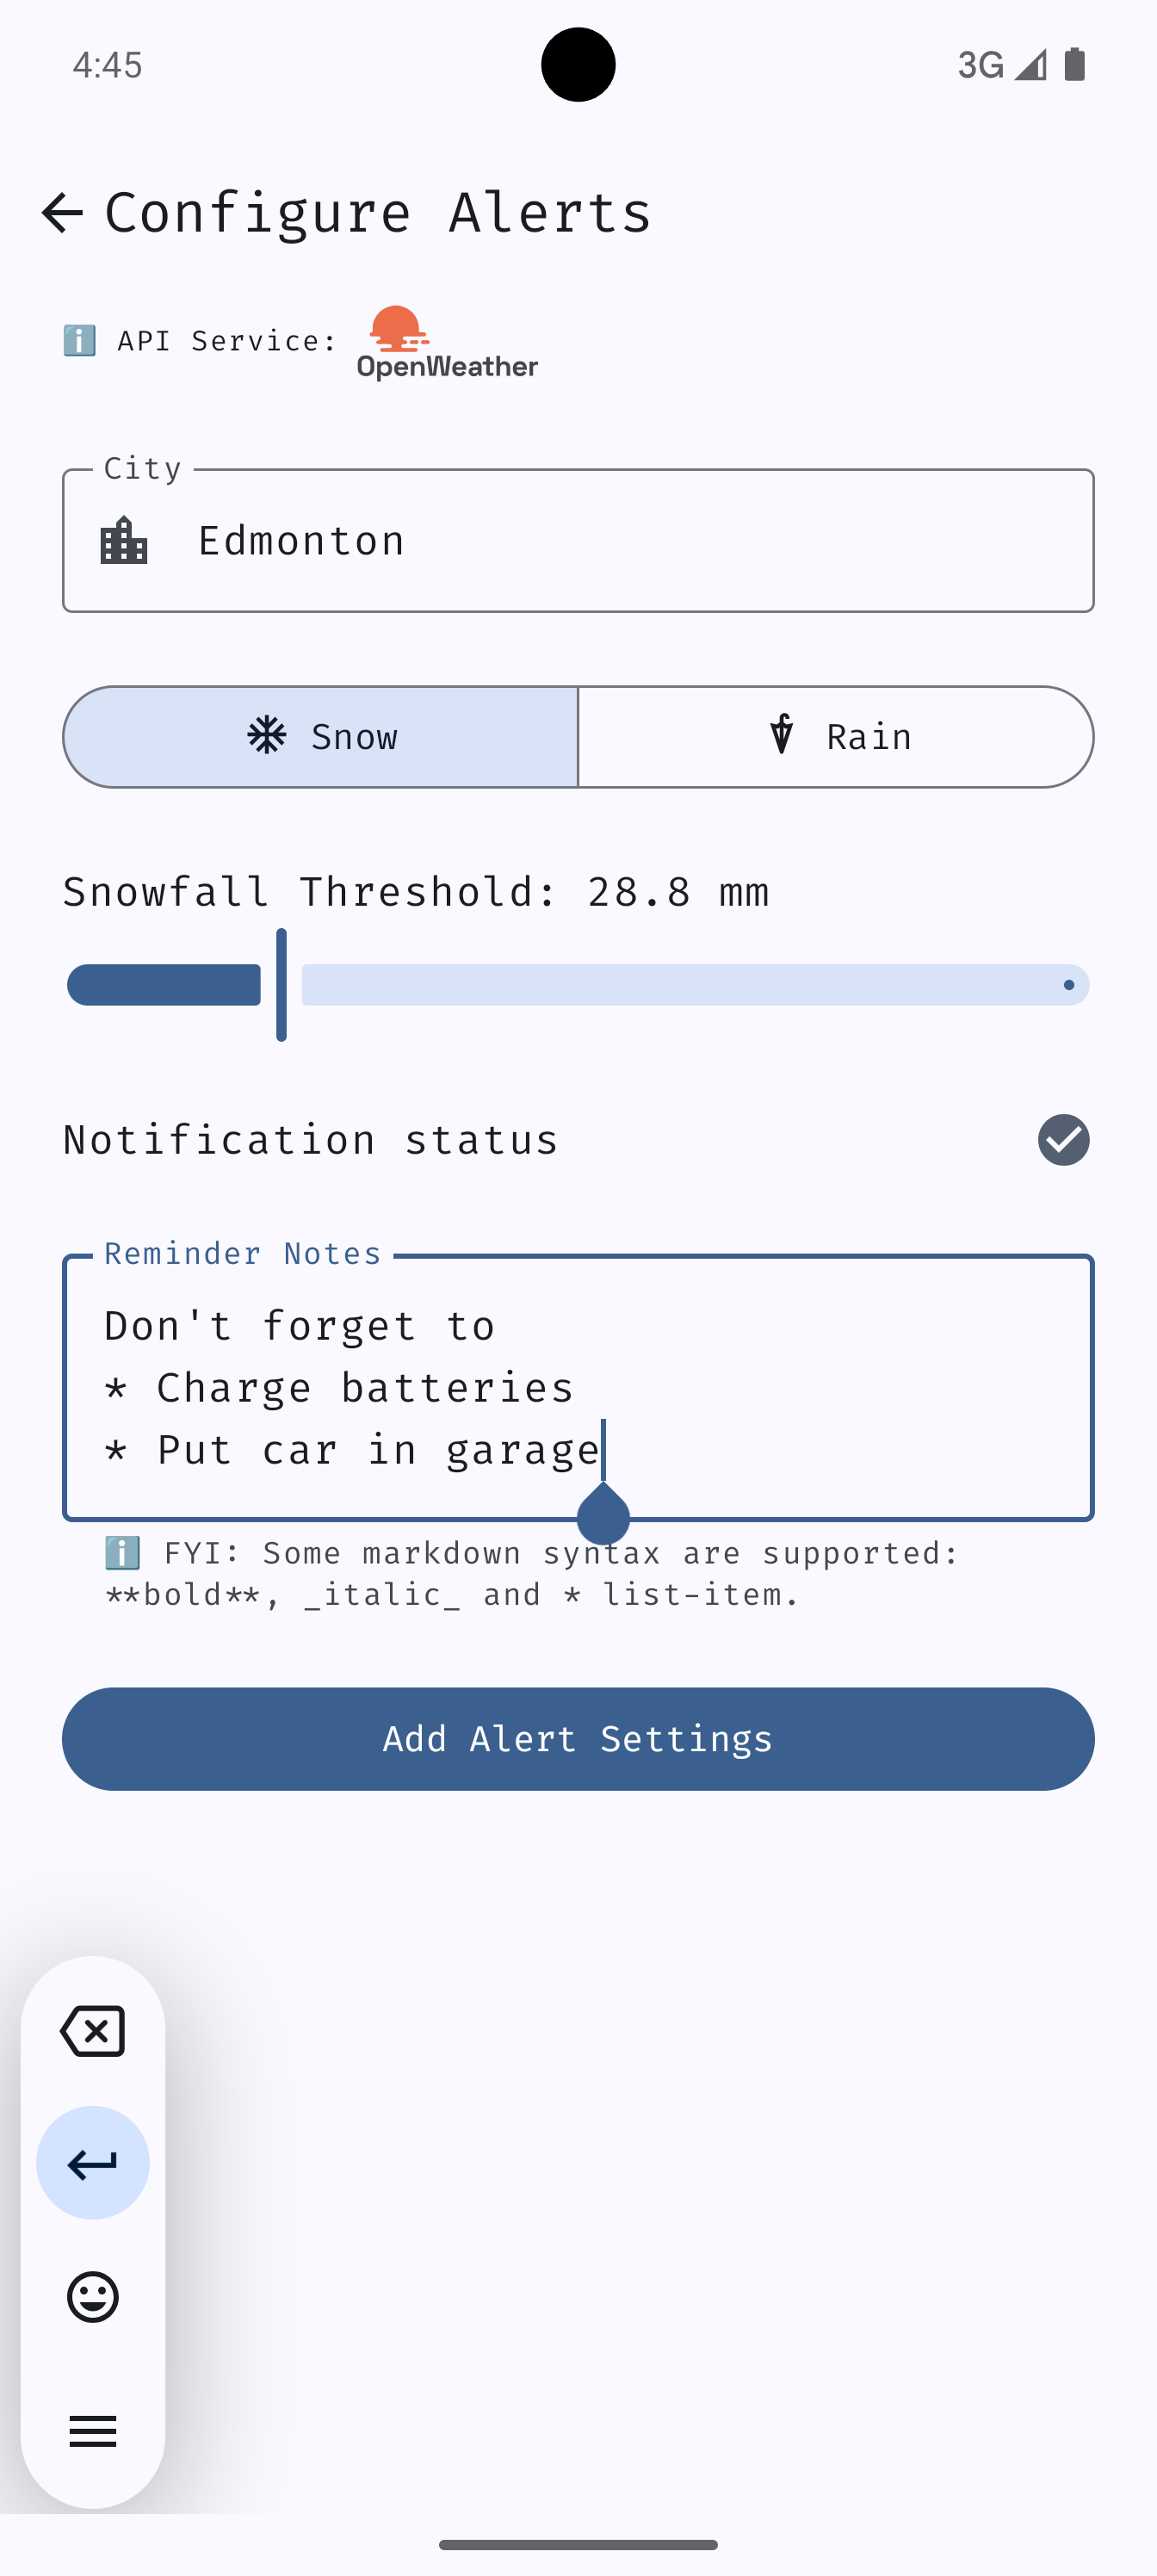 4:45
3G
Configure Alerts
ℹ️ API Service:
OpenWeather
City
Edmonton
Snow
Rain
Snowfall Threshold: 28.8 mm
Notification status
Reminder Notes
Don't forget to
* Charge batteries
* Put car in garage
ℹ️ FYI: Some markdown syntax are supported:
**bold**, _italic_ and * list-item.
Add Alert Settings